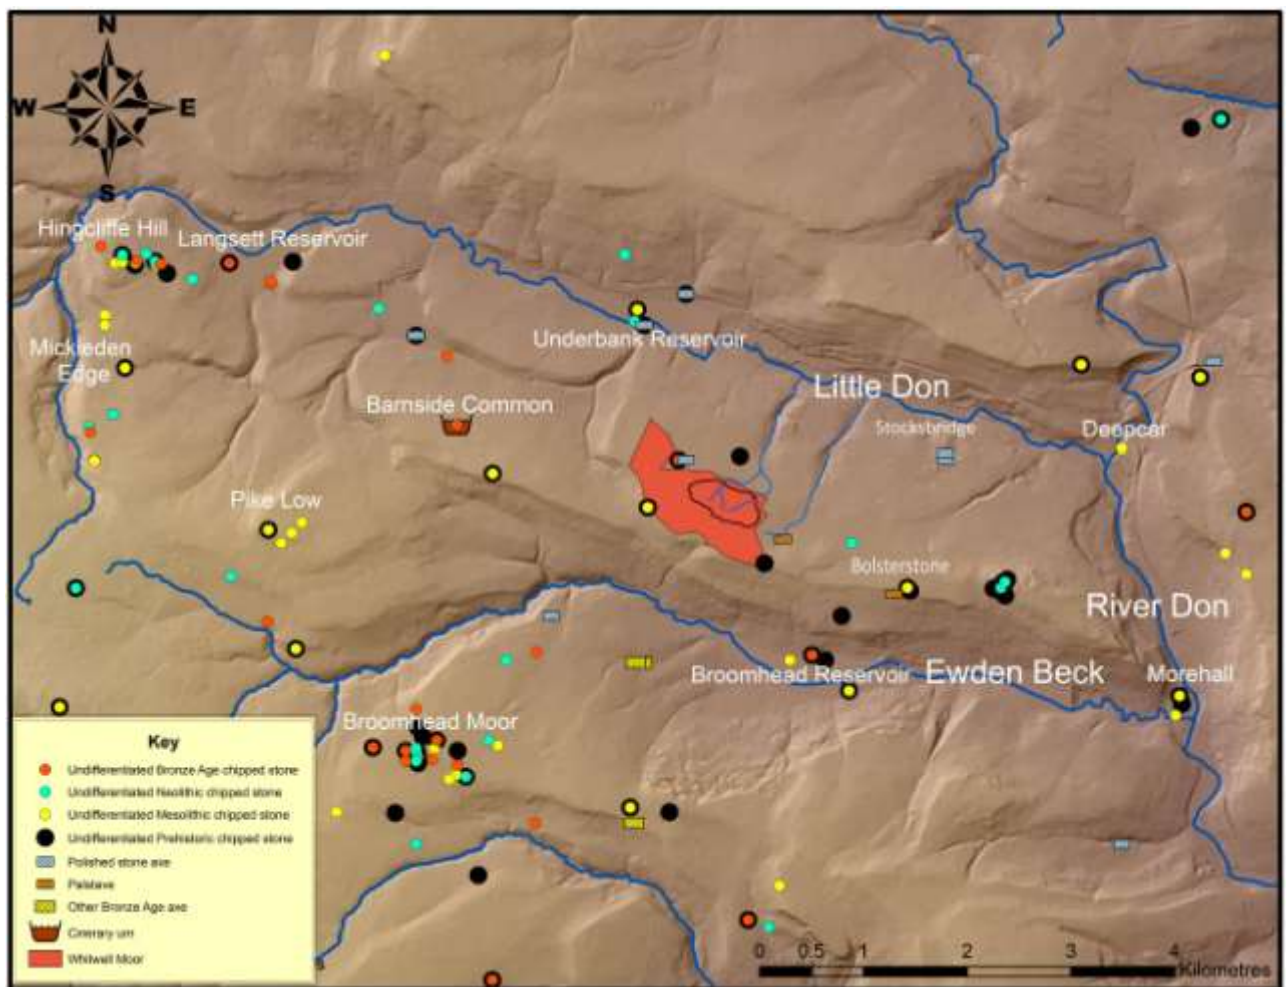 N
W
E
S
Hingcliffe Hill
Langsett Reservoir
Underbank Reservoir
Mickleden
Edge
Little Don
Barnside Common
Stocksbridge
Deepcar
Pike Low
Bolsterstone
River Don
Broomhead Reservoir
Ewden Beck
Morehall
Broomhead Moor
Key
Undifferentiated Bronze Age chipped stone
Undifferentiated Neolithic chipped stone
Undifferentiated Mesolithic chipped stone
Undifferentiated Prehistoric chipped stone
Polished stone axe
Palstave
Other Bronze Age axe
Cinerary urn
Whitwell Moor
0 0.5 1 2 3 4
Kilometres